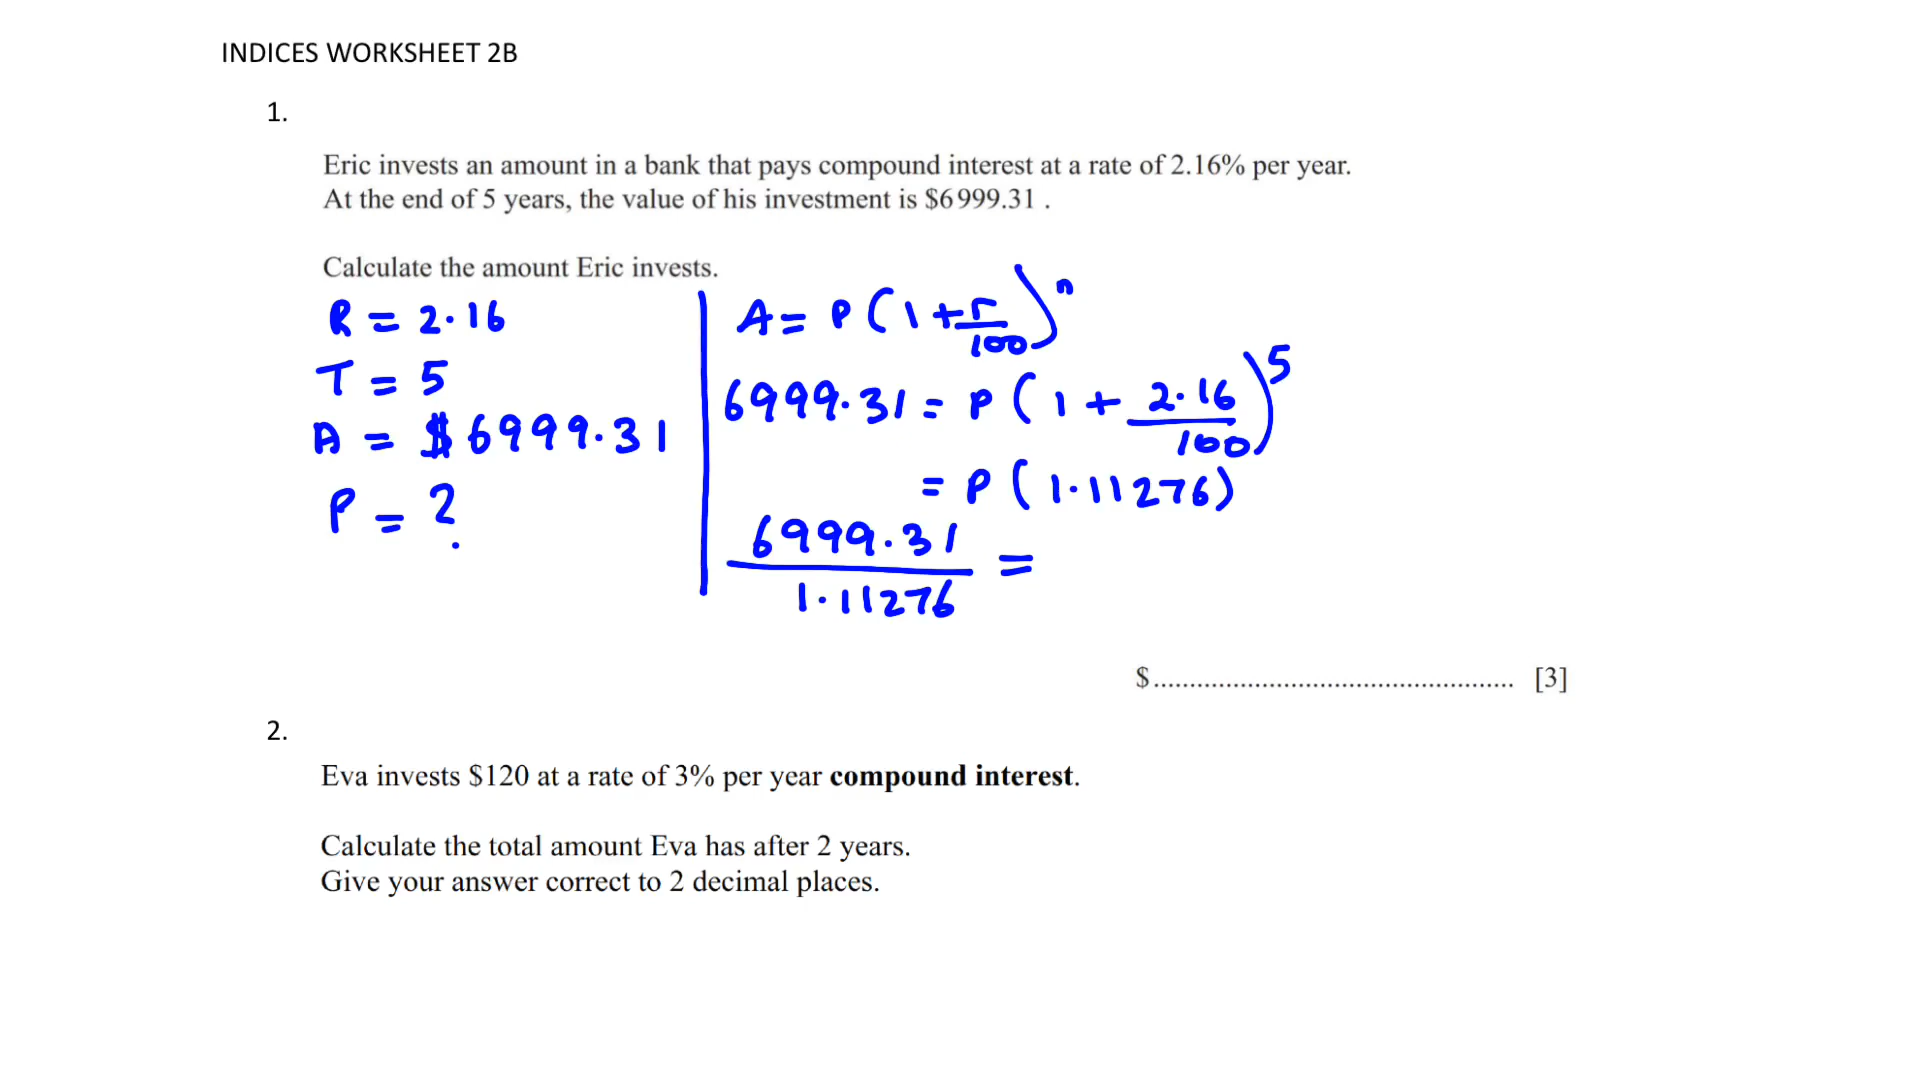 INDICES WORKSHEET 2B
1.
Eric invests an amount in a bank that pays compound interest at a rate of 2.16% per year.
At the end of 5 years, the value of his investment is $6999.31 .
Calculate the amount Eric invests.
R = 2.16
T = 5
A = $6999.31
P = ?
A = P(1+r/100)^n
6999.31 = P(1 + 2.16/100)^5
= P(1.11276)
6999.31/1.11276 =
$................................................. [3]
2.
Eva invests $120 at a rate of 3% per year compound interest.
Calculate the total amount Eva has after 2 years.
Give your answer correct to 2 decimal places.